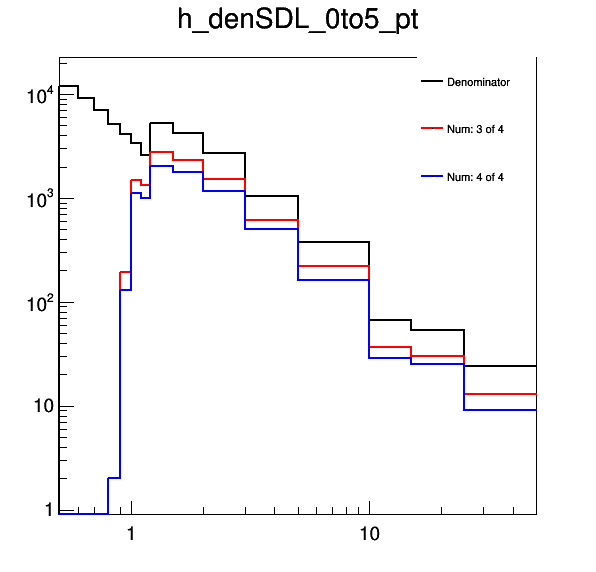 h_denSDL_0to5_pt
10⁴
Denominator
Num: 3 of 4
10³
Num: 4 of 4
10²
10
1
1 10